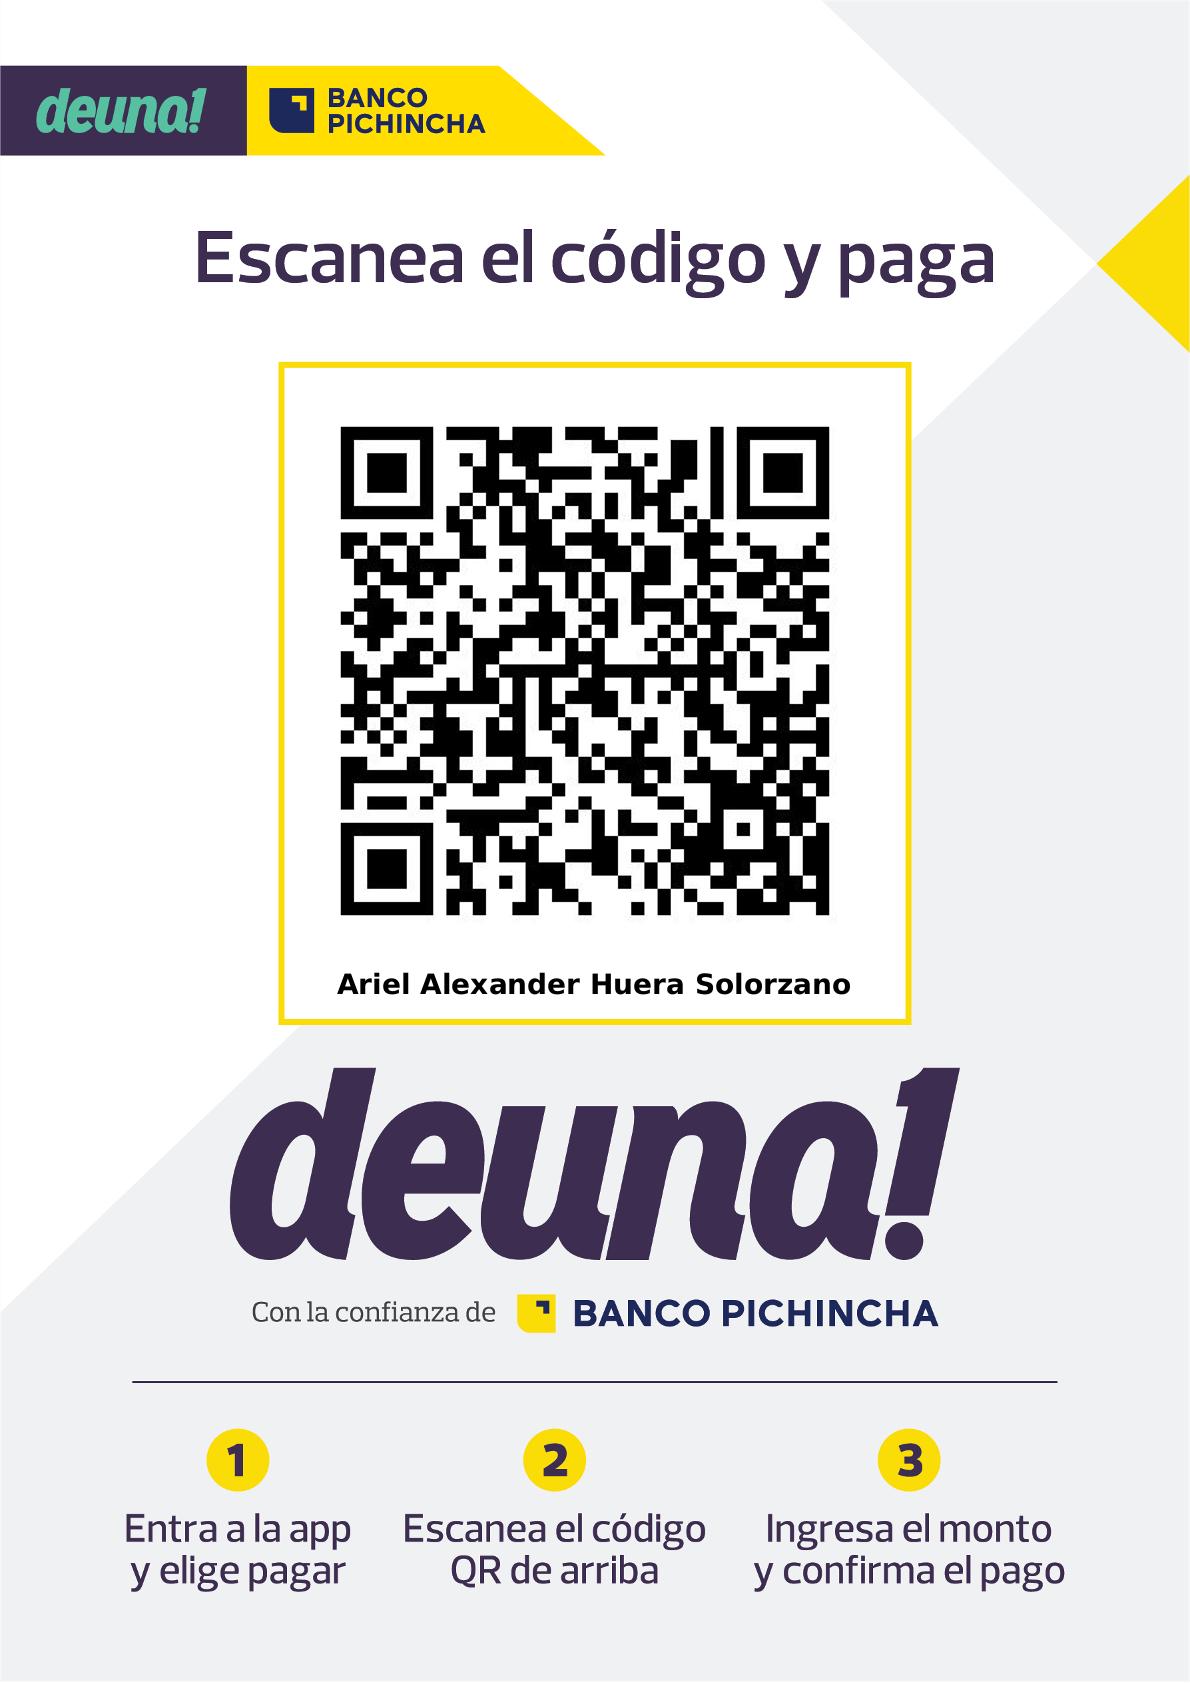 deuna!
BANCO
PICHINCHA
Escanea el código y paga
Ariel Alexander Huera Solorzano
deuna!
Con la confianza de BANCO PICHINCHA
1
Entra a la app
y elige pagar
2
Escanea el código
QR de arriba
3
Ingresa el monto
y confirma el pago